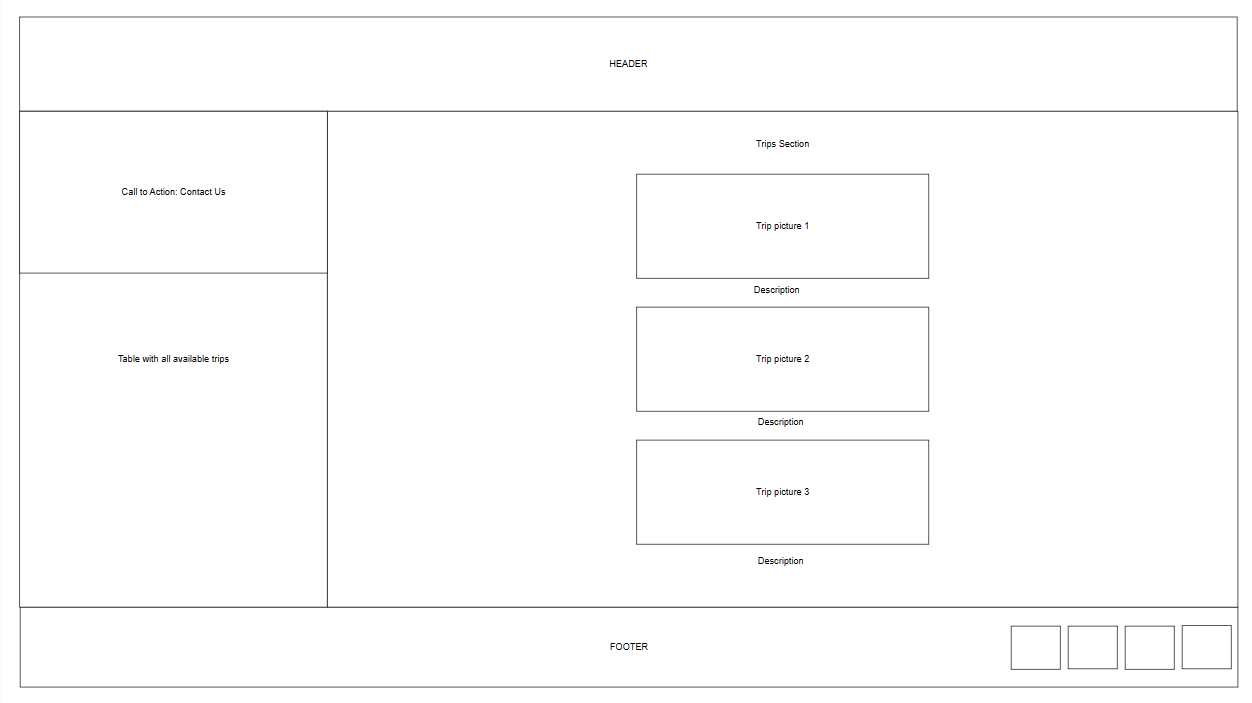 HEADER
Call to Action: Contact Us
Table with all available trips
Trips Section
Trip picture 1
Description
Trip picture 2
Description
Trip picture 3
Description
FOOTER